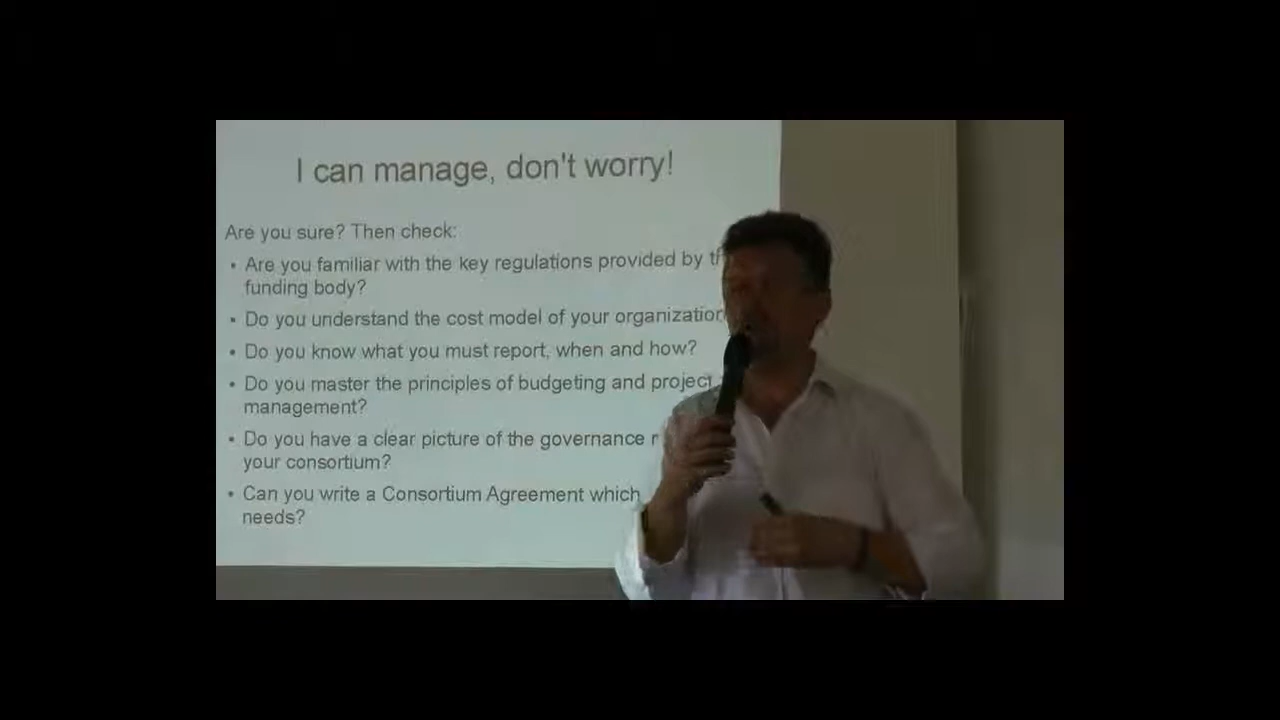 I can manage, don't worry!
Are you sure? Then check:
• Are you familiar with the key regulations provided by
funding body?
• Do you understand the cost model of your organization
• Do you know what you must report, when and how?
• Do you master the principles of budgeting and project
management?
• Do you have a clear picture of the governance
your consortium?
• Can you write a Consortium Agreement which
needs?